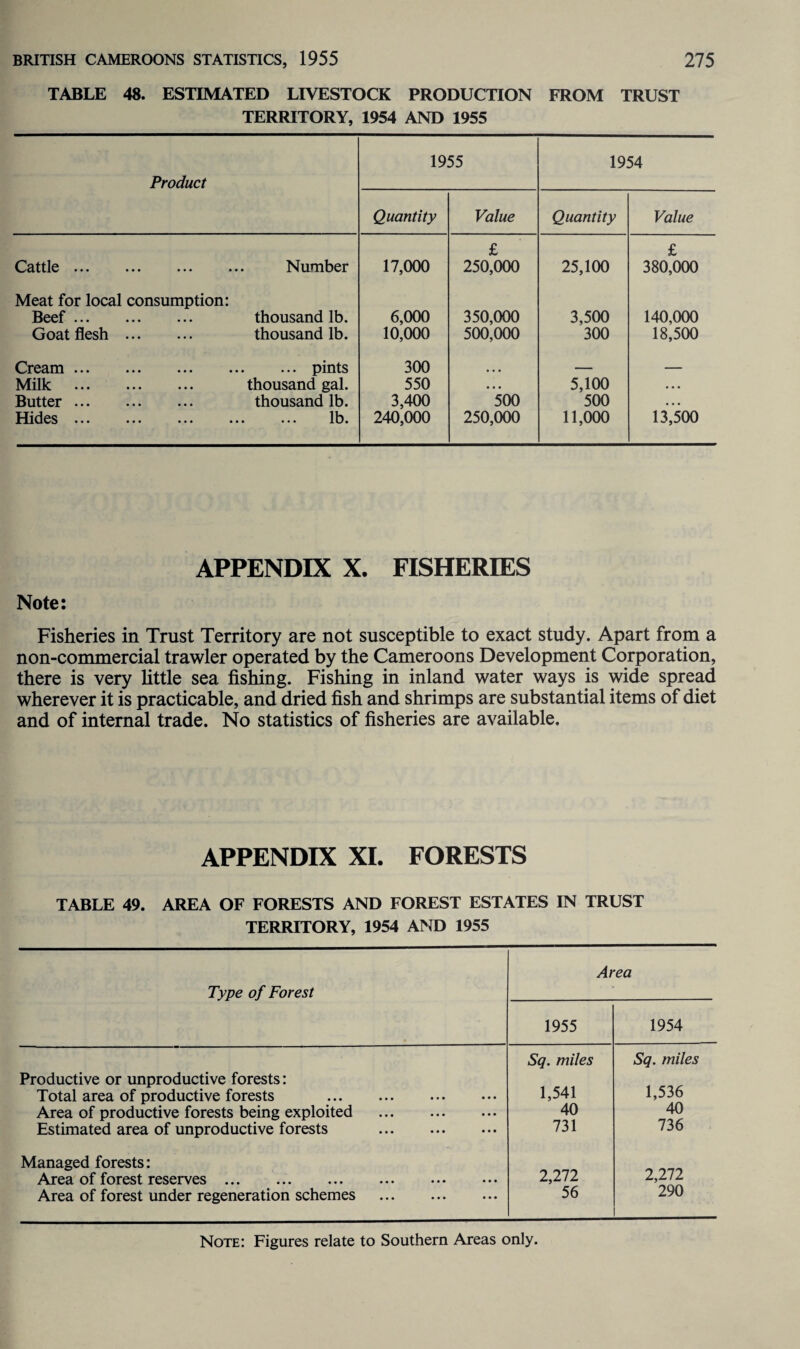 BRITISH CAMEROONS STATISTICS, 1955 275
TABLE 48. ESTIMATED LIVESTOCK PRODUCTION FROM TRUST
TERRITORY, 1954 AND 1955
Product 1955 1954
Quantity Value Quantity Value
£ £
Cattle ... ... ... ... Number 17,000 250,000 25,100 380,000
Meat for local consumption:
Beef ... ... ... thousand lb. 6,000 350,000 3,500 140,000
Goat flesh ... ... thousand lb. 10,000 500,000 300 18,500
Cream ... ... ... ... ... pints 300 ... — —
Milk ... ... ... thousand gal. 550 ... 5,100 ...
Butter ... ... ... thousand lb. 3,400 500 500 ...
Hides ... ... ... ... ... lb. 240,000 250,000 11,000 13,500
APPENDIX X. FISHERIES
Note:
Fisheries in Trust Territory are not susceptible to exact study. Apart from a
non-commercial trawler operated by the Cameroons Development Corporation,
there is very little sea fishing. Fishing in inland water ways is wide spread
wherever it is practicable, and dried fish and shrimps are substantial items of diet
and of internal trade. No statistics of fisheries are available.
APPENDIX XI. FORESTS
TABLE 49. AREA OF FORESTS AND FOREST ESTATES IN TRUST
TERRITORY, 1954 AND 1955
Type of Forest Area
1955 1954
Sq. miles Sq. miles
Productive or unproductive forests:
Total area of productive forests ... ... ... ... 1,541 1,536
Area of productive forests being exploited ... ... ... 40 40
Estimated area of unproductive forests ... ... ... 731 736
Managed forests:
Area of forest reserves ... ... ... ... ... ... 2,272 2,272
Area of forest under regeneration schemes ... ... ... 56 290
NOTE: Figures relate to Southern Areas only.